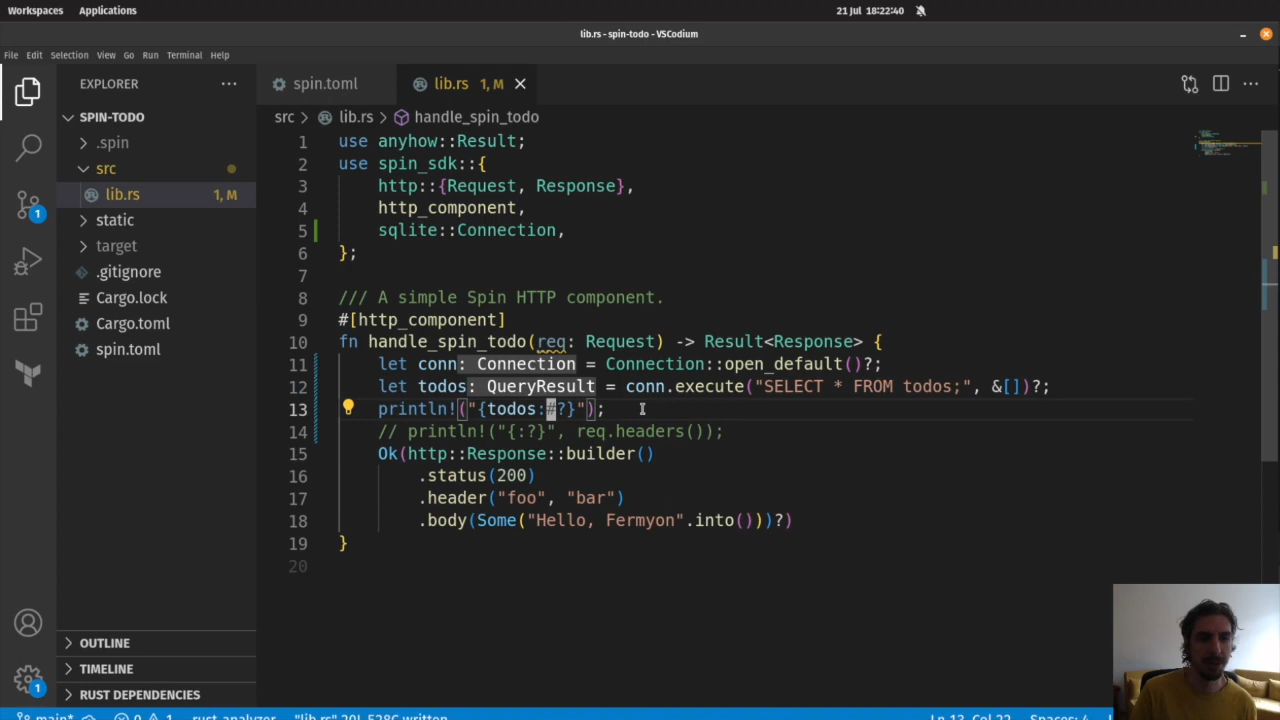 Workspaces Applications 21 Jul 18:22:40
lib.rs - spin-todo - VSCodium
File Edit Selection View Go Run Terminal Help
EXPLORER
spin.toml lib.rs 1, M
SPIN-TODO
src lib.rs handle_spin_todo
.spin
src
lib.rs 1, M
static
target
.gitignore
Cargo.lock
Cargo.toml
spin.toml
1 use anyhow::Result;
2 use spin_sdk::{
3 http::{Request, Response},
4 http_component,
5 sqlite::Connection,
6 };
7
8 /// A simple Spin HTTP component.
9 #[http_component]
10 fn handle_spin_todo(req: Request) -> Result<Response> {
11 let conn: Connection = Connection::open_default()?;
12 let todos: QueryResult = conn.execute("SELECT * FROM todos;", &[])?;
13 println!("{todos:#?}");
14 // println!("{:?}", req.headers());
15 Ok(http::Response::builder()
16 .status(200)
17 .header("foo", "bar")
18 .body(Some("Hello, Fermyon".into()))?)
19 }
20
1
OUTLINE
TIMELINE
RUST DEPENDENCIES
1
main* 0 1 rust-analyzer "lib.rs" 20L, 528C written Ln 13, Col 22 Spaces: 4